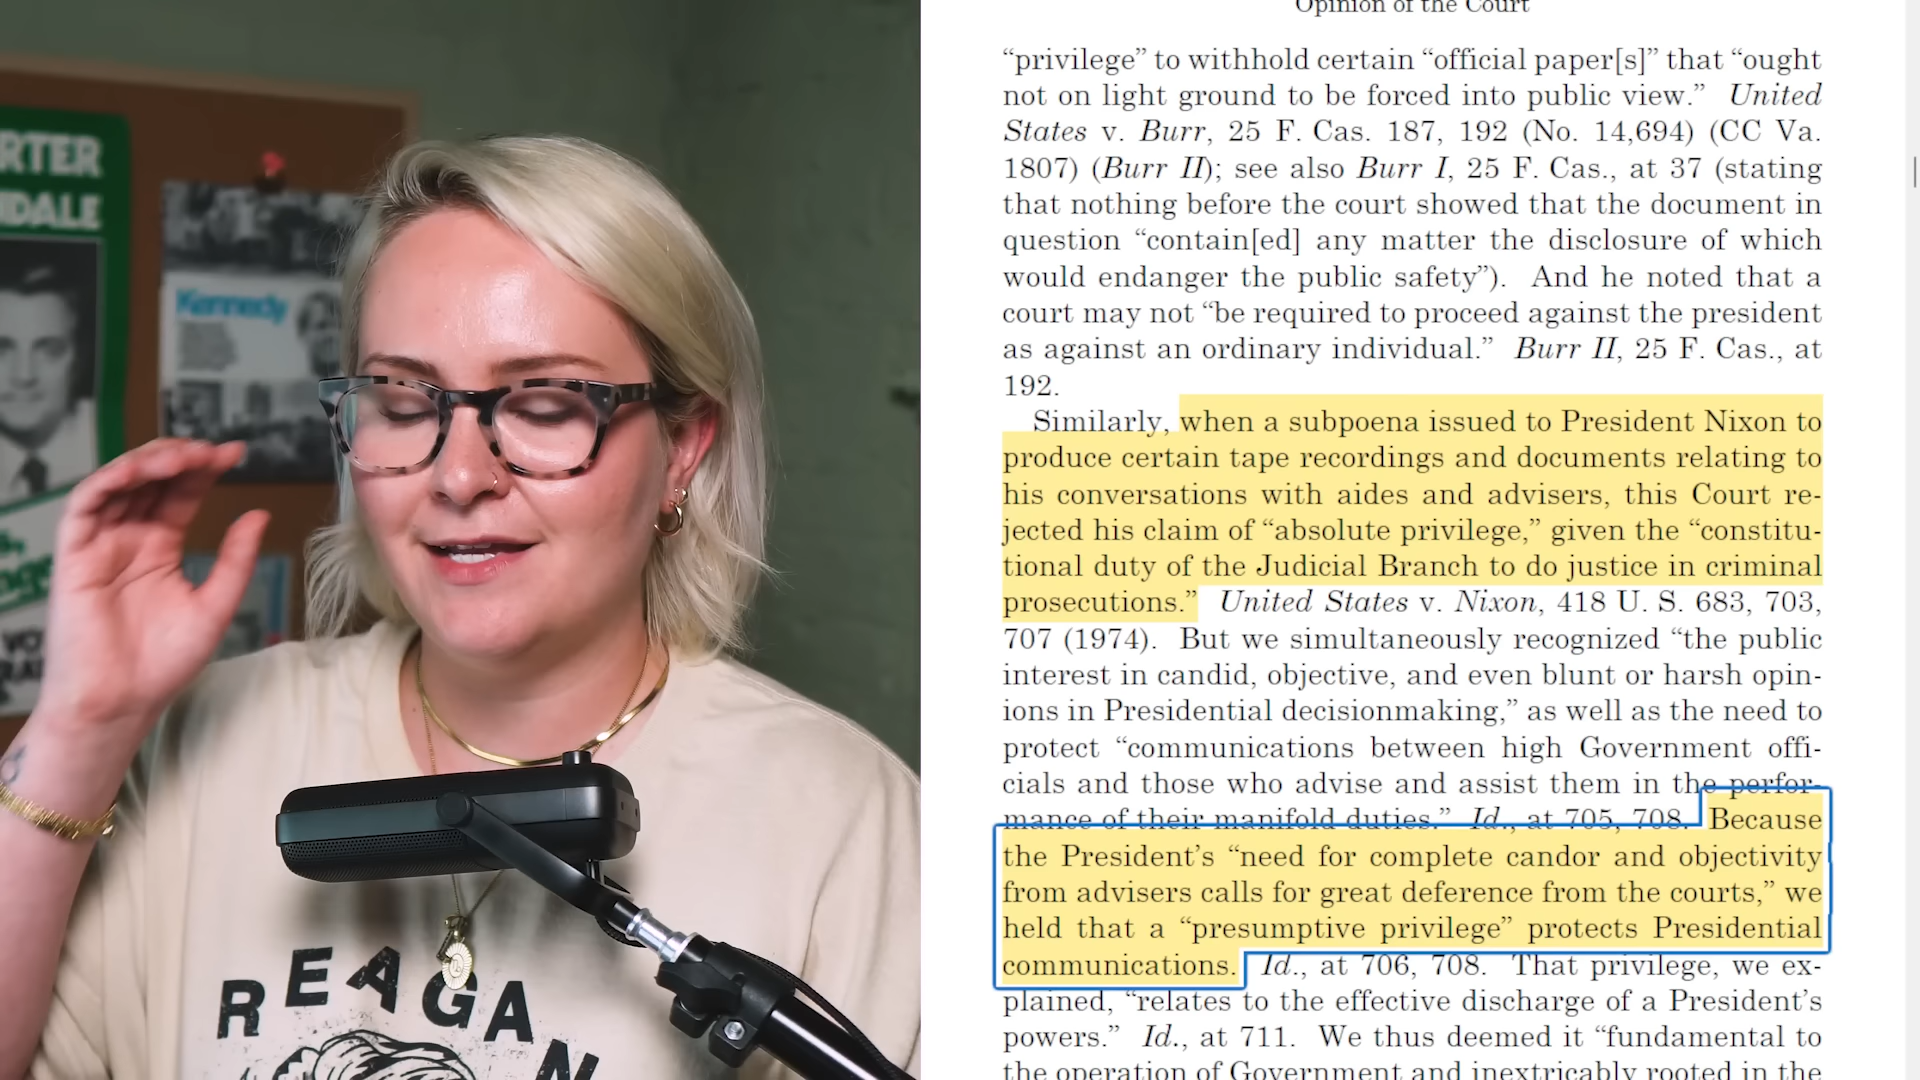 RTER
DALE
Kennedy
REAGAN
Opinion of the Court
“privilege” to withhold certain “official paper[s]” that “ought
not on light ground to be forced into public view.” United
States v. Burr, 25 F. Cas. 187, 192 (No. 14,694) (CC Va.
1807) (Burr II); see also Burr I, 25 F. Cas., at 37 (stating
that nothing before the court showed that the document in
question “contain[ed] any matter the disclosure of which
would endanger the public safety”). And he noted that a
court may not “be required to proceed against the president
as against an ordinary individual.” Burr II, 25 F. Cas., at
192.
Similarly, when a subpoena issued to President Nixon to
produce certain tape recordings and documents relating to
his conversations with aides and advisers, this Court re-
jected his claim of “absolute privilege,” given the “constitu-
tional duty of the Judicial Branch to do justice in criminal
prosecutions.” United States v. Nixon, 418 U. S. 683, 703,
707 (1974). But we simultaneously recognized “the public
interest in candid, objective, and even blunt or harsh opin-
ions in Presidential decisionmaking,” as well as the need to
protect “communications between high Government offi-
cials and those who advise and assist them in the perfor-
mance of their manifold duties.” Id., at 705, 708. Because
the President’s “need for complete candor and objectivity
from advisers calls for great deference from the courts,” we
held that a “presumptive privilege” protects Presidential
communications. Id., at 706, 708. That privilege, we ex-
plained, “relates to the effective discharge of a President’s
powers.” Id., at 711. We thus deemed it “fundamental to
the operation of Government and inextricably rooted in the